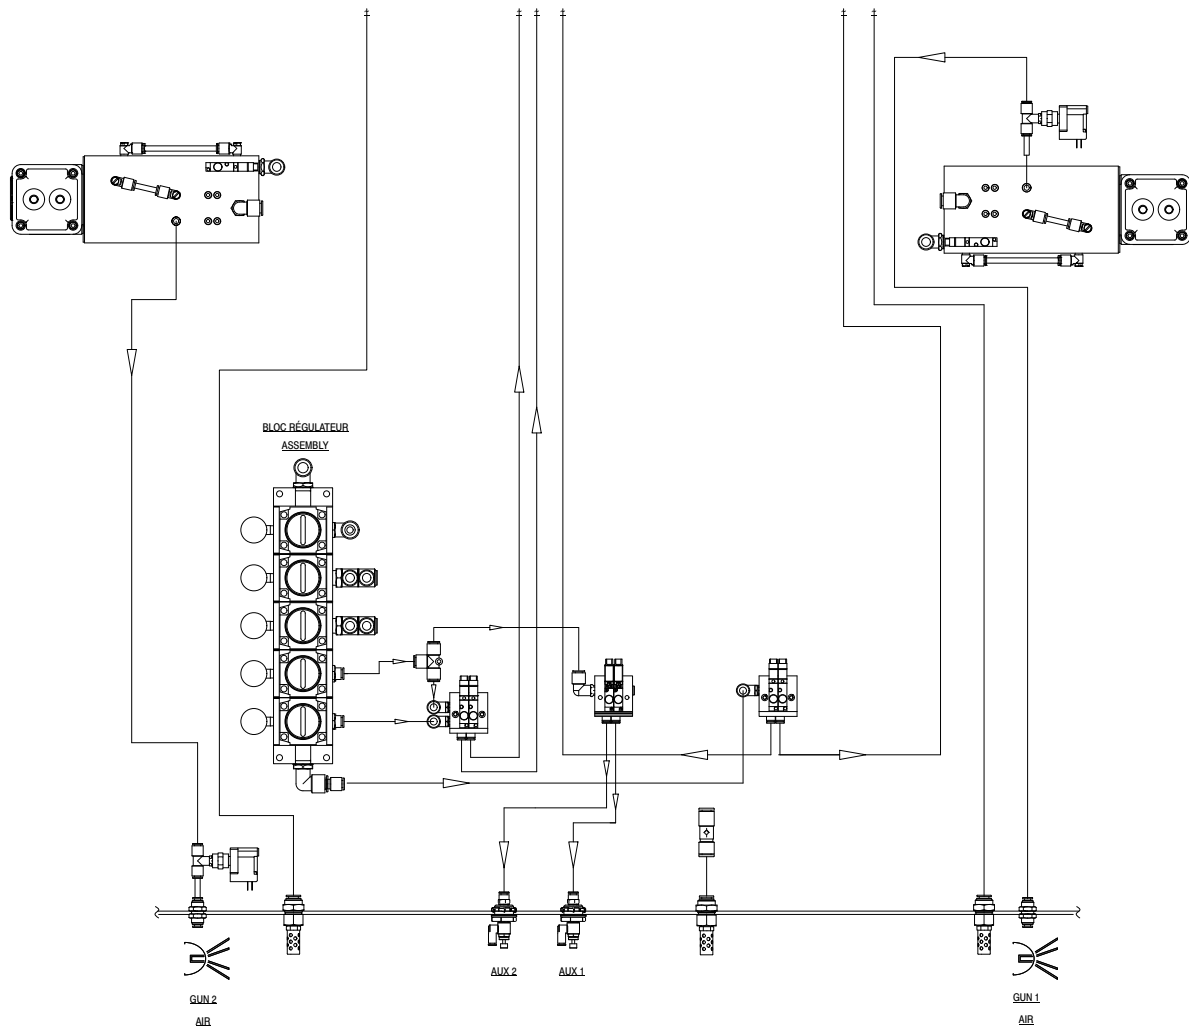 BLOC RÉGULATEUR
ASSEMBLY
AUX 2
AUX 1
GUN 2
AIR
GUN 1
AIR